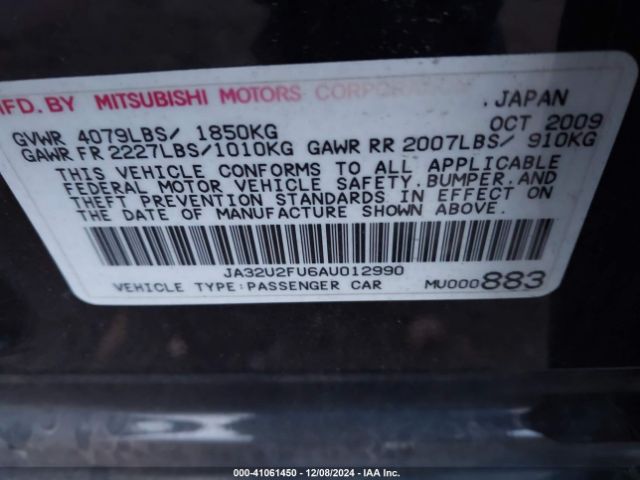 MFD. BY MITSUBISHI MOTORS CORPORATION. JAPAN
OCT 2009
GVWR 4079LBS/ 1850KG
GAWR FR 2227LBS/1010KG GAWR RR 2007LBS/ 910KG
THIS VEHICLE CONFORMS TO ALL APPLICABLE
FEDERAL MOTOR VEHICLE SAFETY.BUMPER.AND
THEFT PREVENTION STANDARDS IN EFFECT ON
THE DATE OF MANUFACTURE SHOWN ABOVE.
JA32U2FU6AU012990
VEHICLE TYPE:PASSENGER CAR MU000883
000-41061450 - 12/08/2024 - IAA Inc.